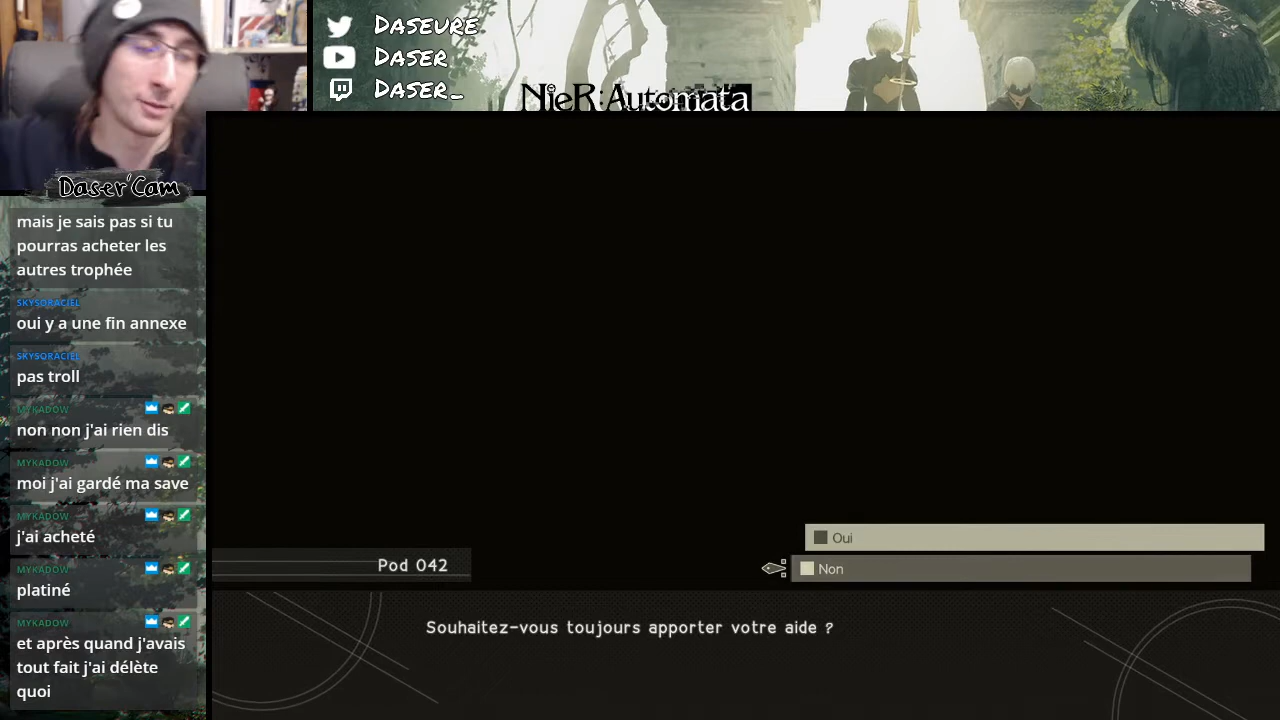 Daseure
Daser
Daser_
NieR:Automata
Daser'Cam
mais je sais pas si tu
pourras acheter les
autres trophée
SKYSORACIEL
oui y a une fin annexe
SKYSORACIEL
pas troll
MYKADOW
non non j'ai rien dis
MYKADOW
moi j'ai gardé ma save
MYKADOW
j'ai acheté
MYKADOW
platiné
MYKADOW
et après quand j'avais
tout fait j'ai délète
quoi
Oui
Non
Pod 042
Souhaitez-vous toujours apporter votre aide ?